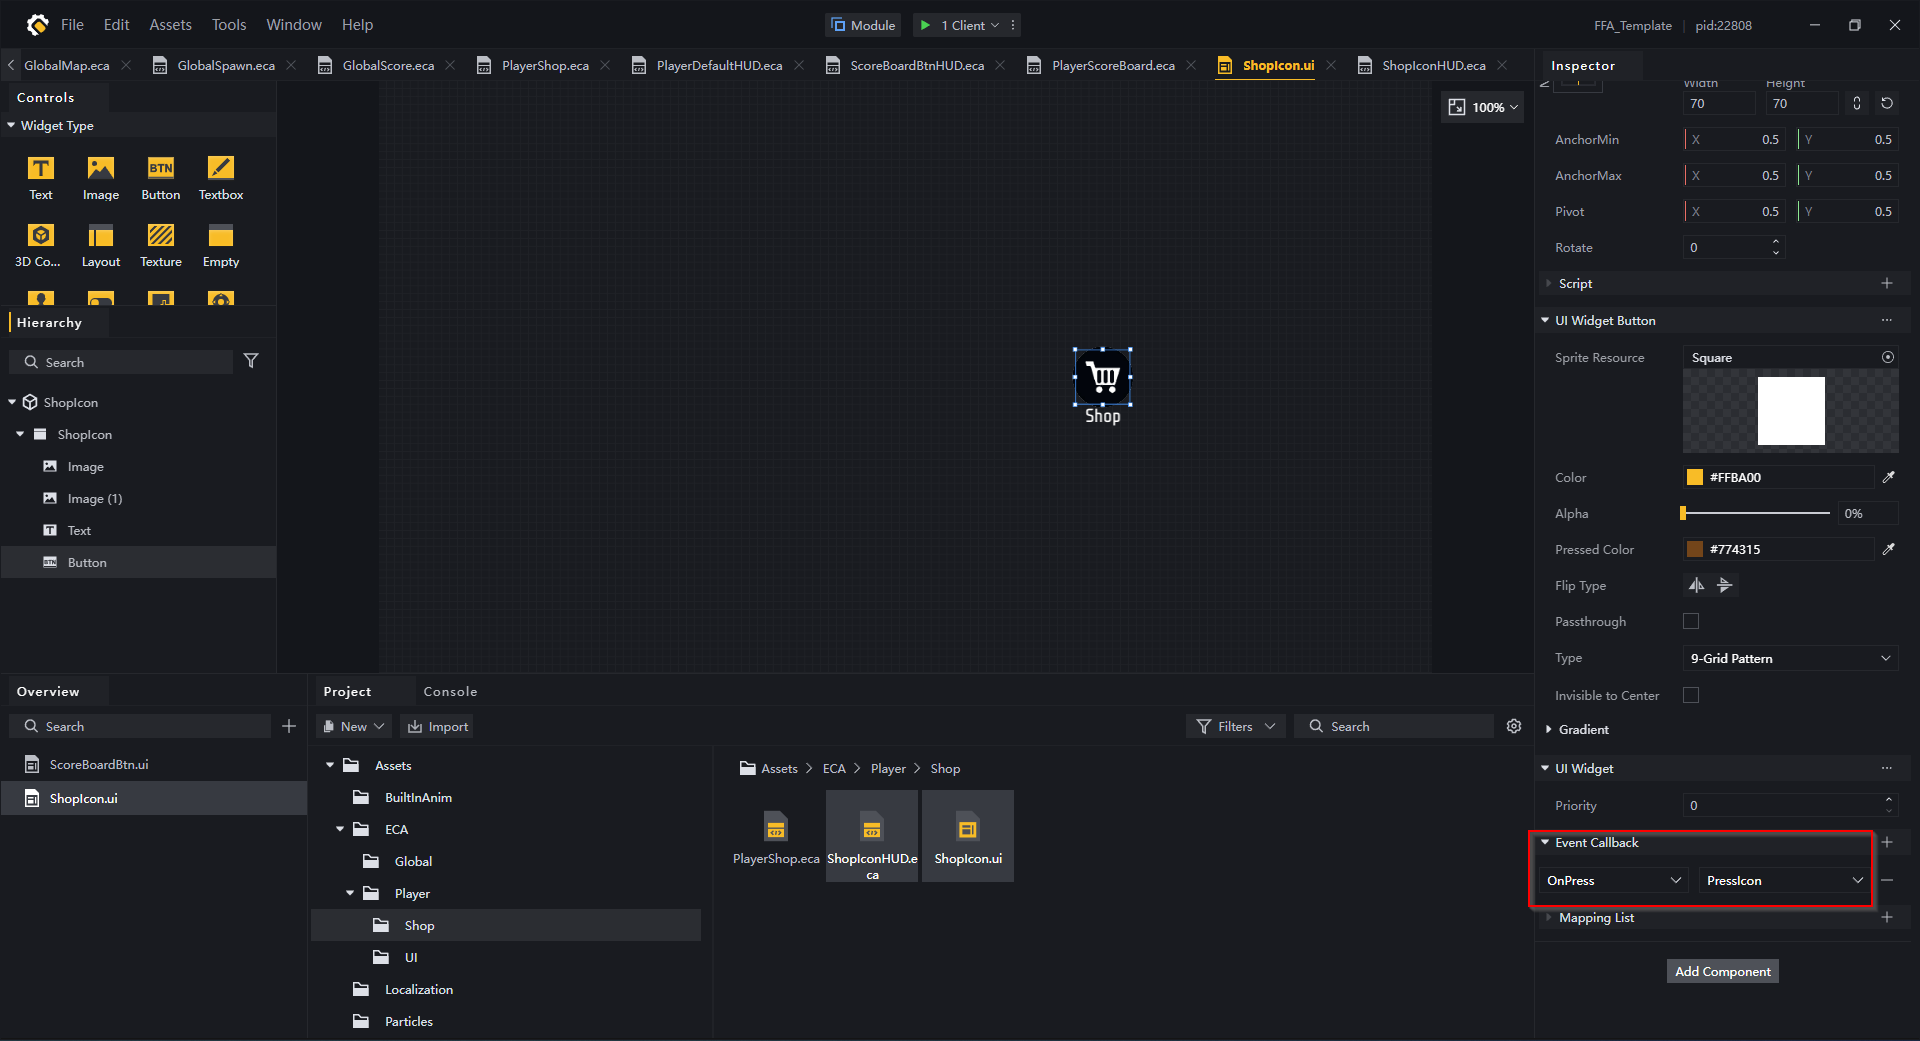 File Edit Assets Tools Window Help
Module
1 Client
FFA_Template pid:22808
GlobalMap.eca GlobalSpawn.eca GlobalScore.eca PlayerShop.eca PlayerDefaultHUD.eca ScoreBoardBtnHUD.eca PlayerScoreBoard.eca ShopIcon.ui ShopIconHUD.eca
Controls
Widget Type
T BTN
Text Image Button Textbox
3D Co... Layout Texture Empty
Hierarchy
Search
ShopIcon
ShopIcon
Image
Image (1)
Text
Button
100%
Shop
Inspector
Width Height
70 70
AnchorMin X 0.5 Y 0.5
AnchorMax X 0.5 Y 0.5
Pivot X 0.5 Y 0.5
Rotate 0
Script
UI Widget Button
Sprite Resource Square
Color #FFBA00
Alpha 0%
Pressed Color #774315
Flip Type
Passthrough
Type 9-Grid Pattern
Invisible to Center
Gradient
UI Widget
Priority 0
Event Callback
OnPress PressIcon
Mapping List
Add Component
Overview
Search
ScoreBoardBtn.ui
ShopIcon.ui
Project Console
New Import Filters Search
Assets
BuiltInAnim
ECA
Global
Player
Shop
UI
Localization
Particles
Assets > ECA > Player > Shop
PlayerShop.eca ShopIconHUD.e ShopIcon.ui
ca